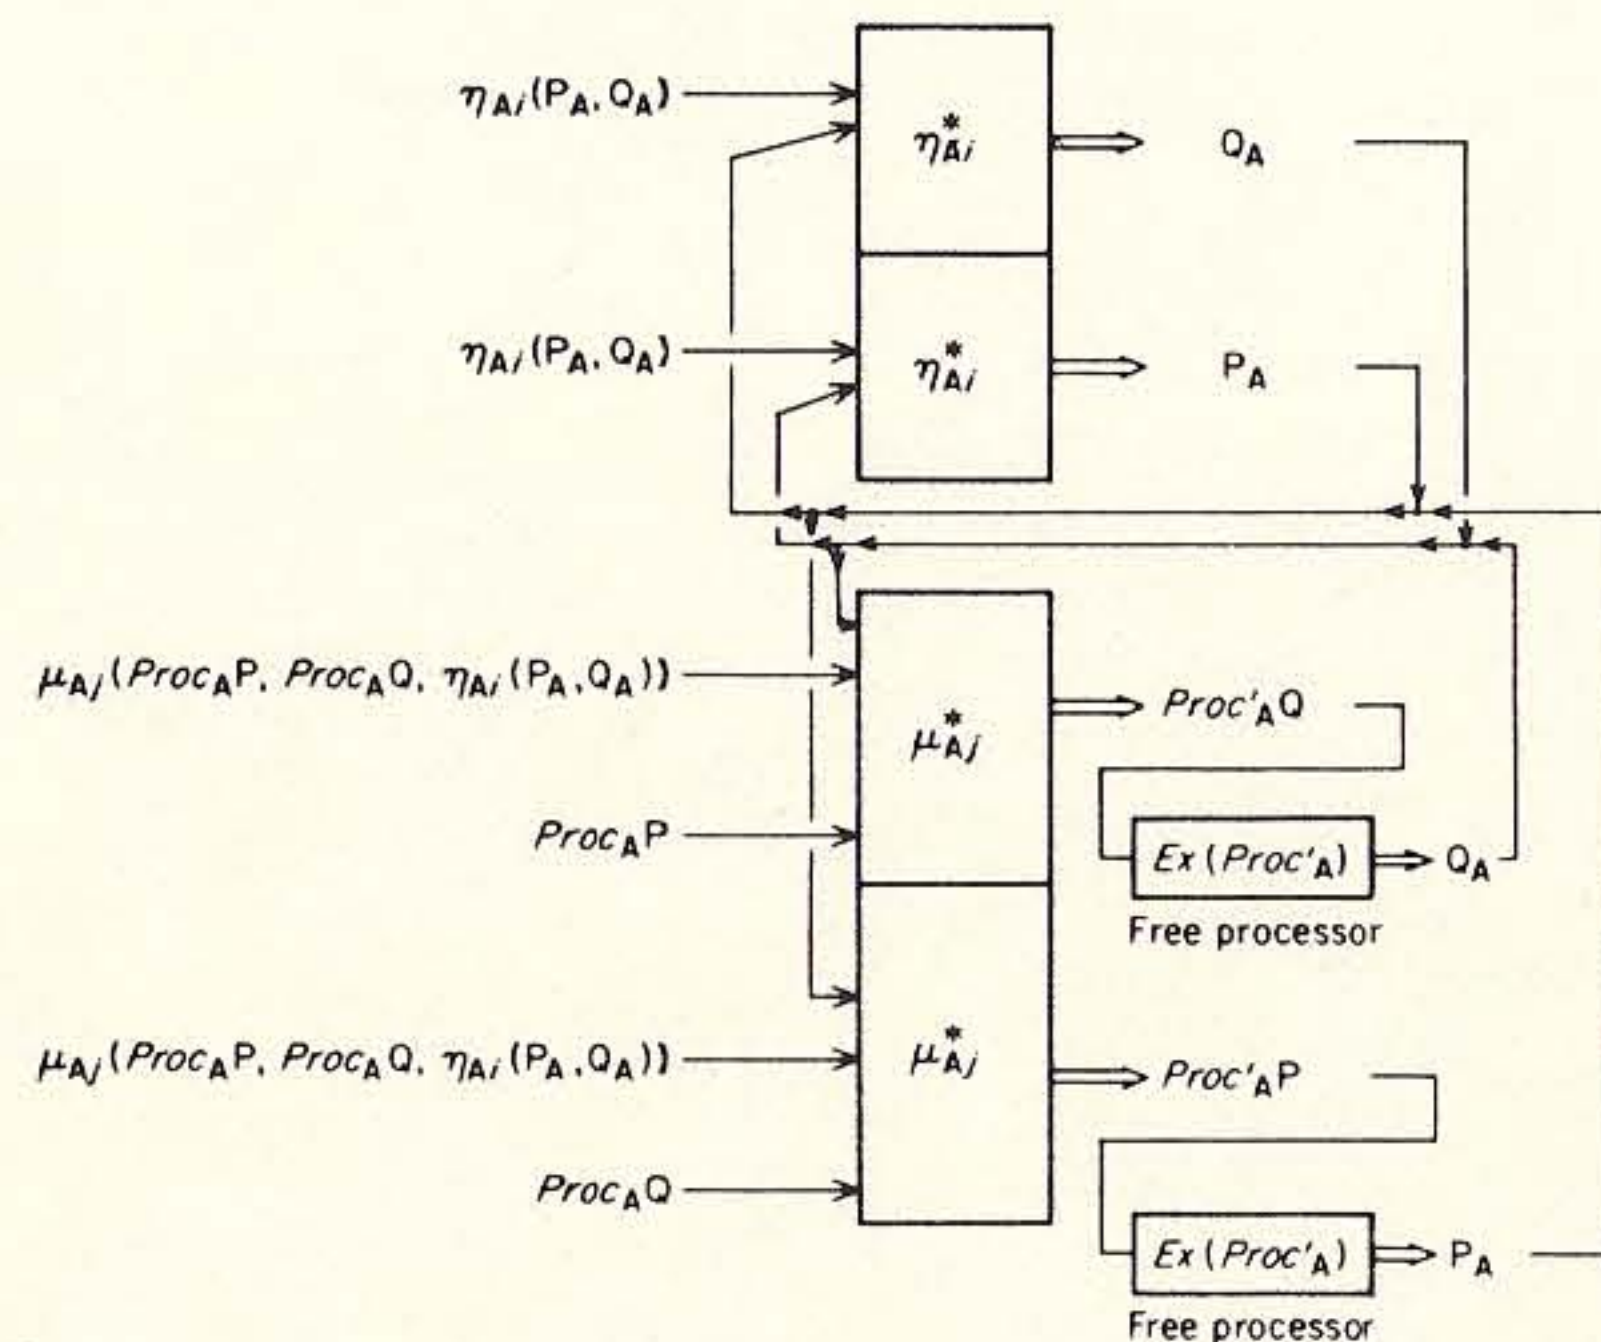 ηAi(PA, QA)
η*Ai
QA
ηAi(PA, QA)
η*Ai
PA
μAj(ProcAP, ProcAQ, ηAi(PA, QA))
μ*Aj
Proc'AQ
ProcAP
Ex(Proc'A)
QA
Free processor
μAj(ProcAP, ProcAQ, ηAi(PA, QA))
μ*Aj
Proc'AP
ProcAQ
Ex(Proc'A)
PA
Free processor